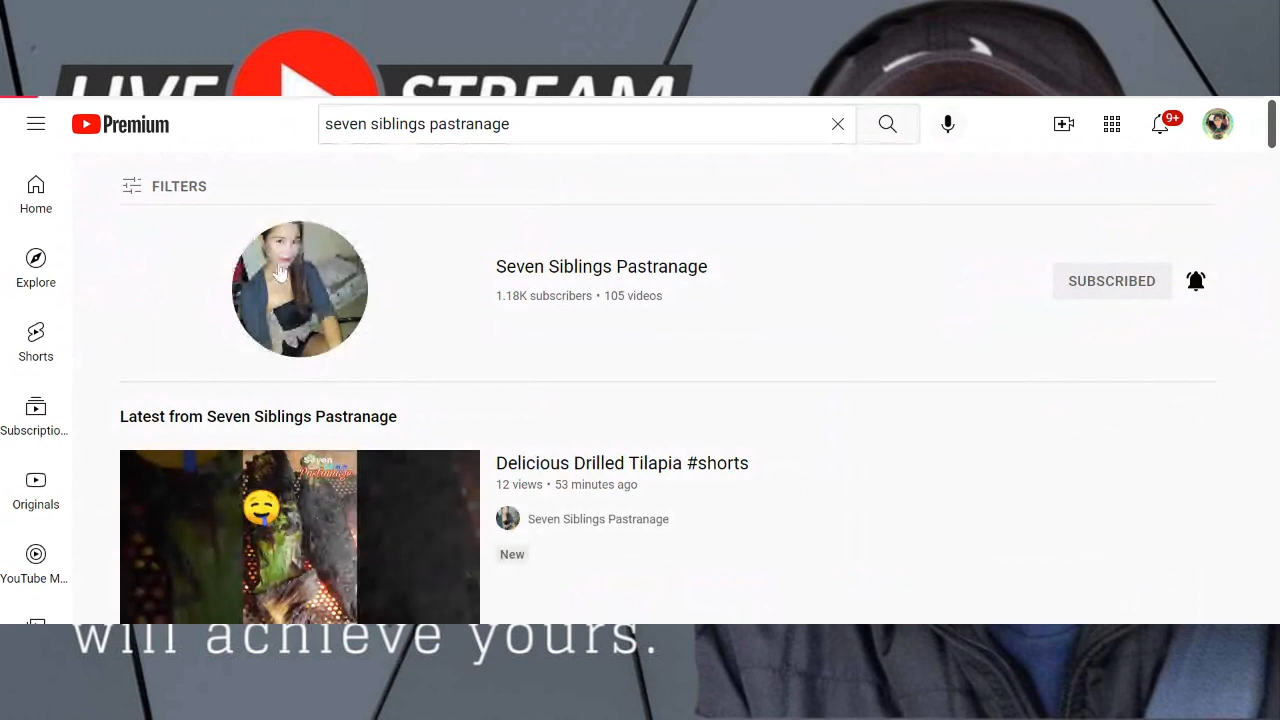 LIVE STREAM
Premium
seven siblings pastranage
9+
FILTERS
Home
Seven Siblings Pastranage
Explore
SUBSCRIBED
1.18K subscribers • 105 videos
Shorts
Latest from Seven Siblings Pastranage
Subscriptio...
Delicious Drilled Tilapia #shorts
12 views • 53 minutes ago
Originals
Seven Siblings Pastranage
New
YouTube M...
will achieve yours.